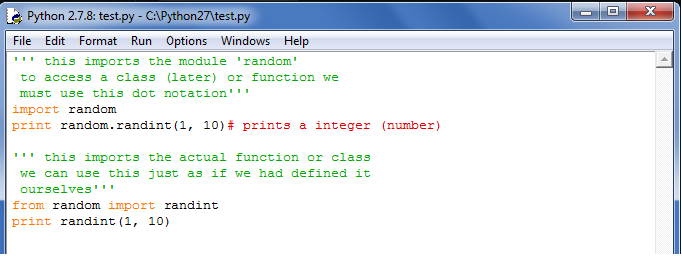 Python 2.7.8: test.py - C:\Python27\test.py
File Edit Format Run Options Windows Help
''' this imports the module 'random'
to access a class (later) or function we
must use this dot notation'''
import random
print random.randint(1, 10)# prints a integer (number)
''' this imports the actual function or class
we can use this just as if we had defined it
ourselves'''
from random import randint
print randint(1, 10)